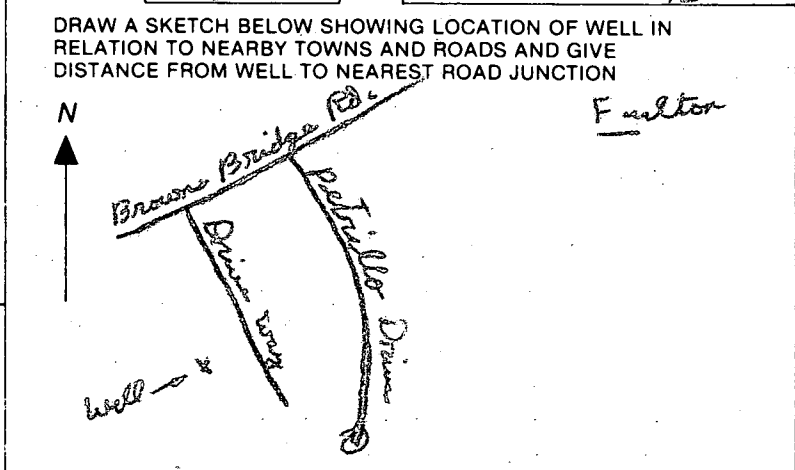 DRAW A SKETCH BELOW SHOWING LOCATION OF WELL IN
RELATION TO NEARBY TOWNS AND ROADS AND GIVE
DISTANCE FROM WELL TO NEAREST ROAD JUNCTION
N
Fulton
Browns Bridge Rd.
Petrillo Drive
Drive way
Well x